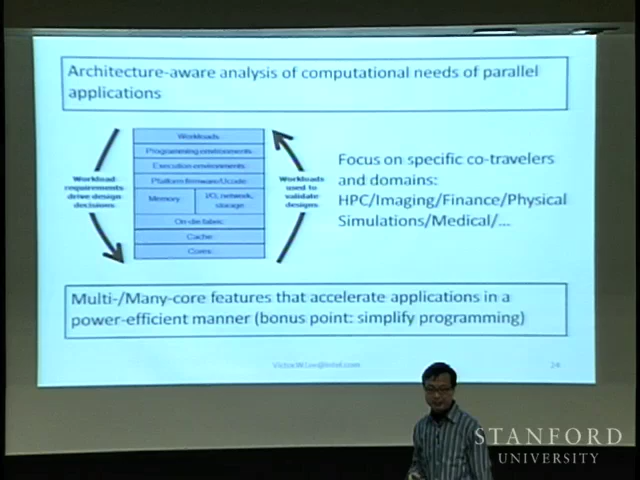 Architecture-aware analysis of computational needs of parallel
applications
Workloads
Programming environments
Execution environments
Platform firmware/Ucode
Memory
I/O, network,
storage
On-die fabric
Cache
Cores
Workload
requirements
drive design
decisions
Workloads
used to
validate
designs
Focus on specific co-travelers
and domains:
HPC/Imaging/Finance/Physical
Simulations/Medical/...
Multi-/Many-core features that accelerate applications in a
power-efficient manner (bonus point: simplify programming)
24
STANFORD
UNIVERSITY